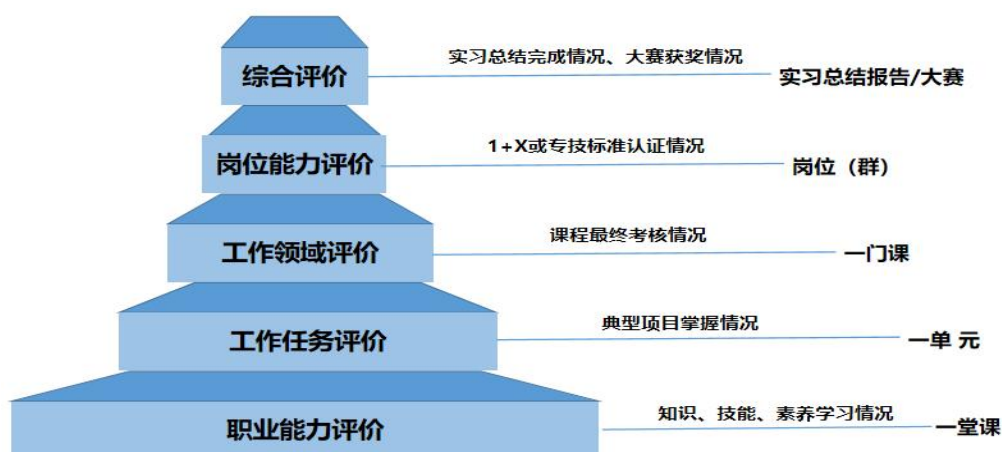 实习总结完成情况、大赛获奖情况
综合评价
实习总结报告/大赛
1+X或专技标准认证情况
岗位能力评价
岗位（群）
课程最终考核情况
工作领域评价
一门课
典型项目掌握情况
工作任务评价
一单 元
知识、技能、素养学习情况
职业能力评价
一堂课